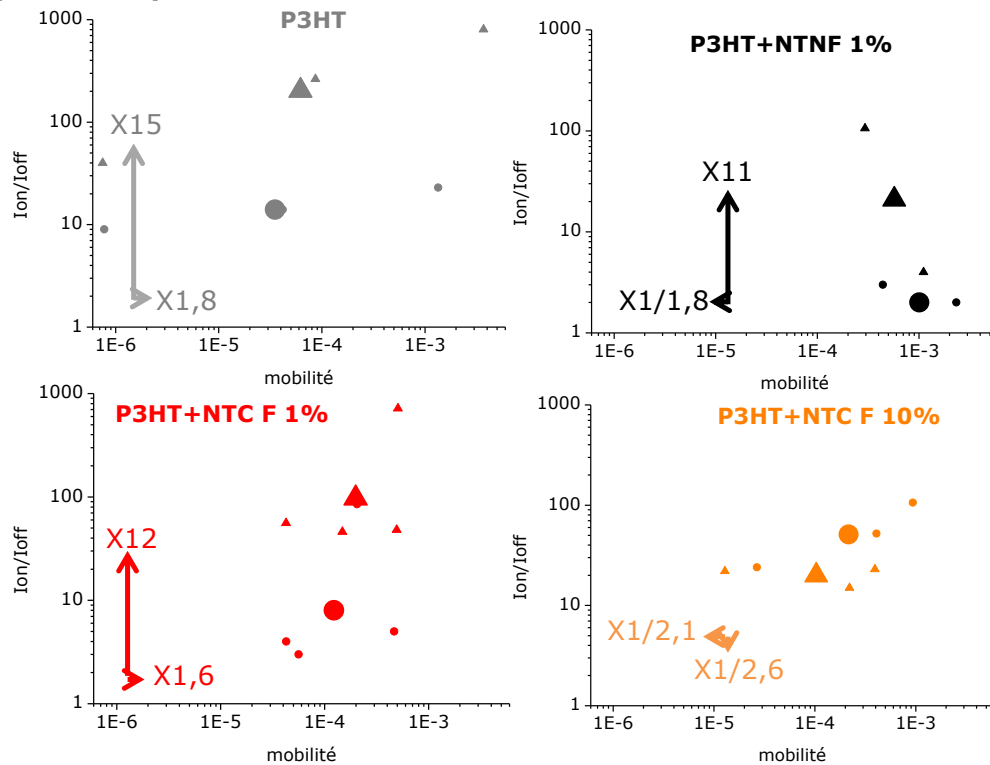 P3HT
1000
100
10
1
Ion/Ioff
X15
X1,8
1E-6
1E-5
1E-4
1E-3
mobilité
P3HT+NTNF 1%
1000
100
10
1
Ion/Ioff
X11
X1/1,8
1E-6
1E-5
1E-4
1E-3
mobilité
P3HT+NTC F 1%
1000
100
10
1
Ion/Ioff
X12
X1,6
1E-6
1E-5
1E-4
1E-3
mobilité
P3HT+NTC F 10%
1000
100
10
1
Ion/Ioff
X1/2,1
X1/2,6
1E-6
1E-5
1E-4
1E-3
mobilité